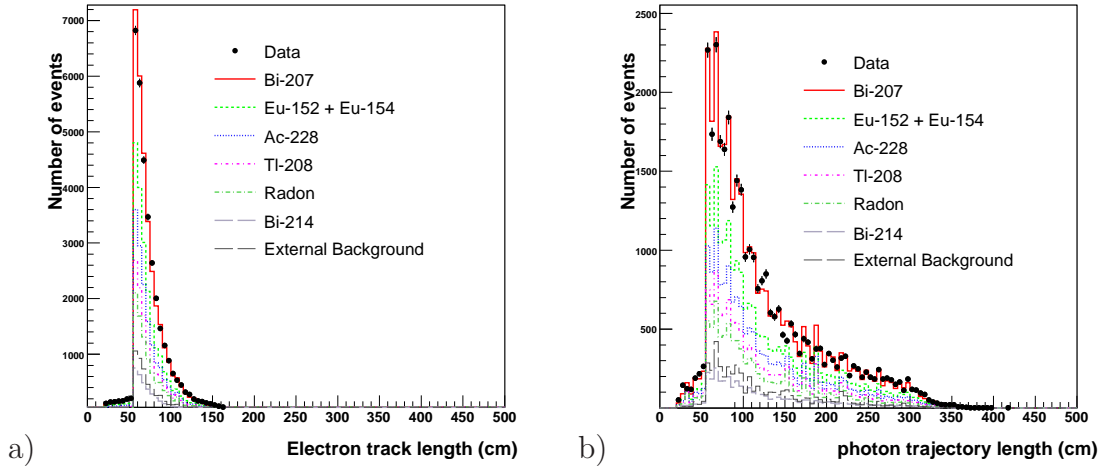 Number of events
7000
6000
5000
4000
3000
2000
1000
0 50 100 150 200 250 300 350 400 450 500
Electron track length (cm)
Data
Bi-207
Eu-152 + Eu-154
Ac-228
Tl-208
Radon
Bi-214
External Background
a)
Number of events
2500
2000
1500
1000
500
0 50 100 150 200 250 300 350 400 450 500
photon trajectory length (cm)
Data
Bi-207
Eu-152 + Eu-154
Ac-228
Tl-208
Radon
Bi-214
External Background
b)